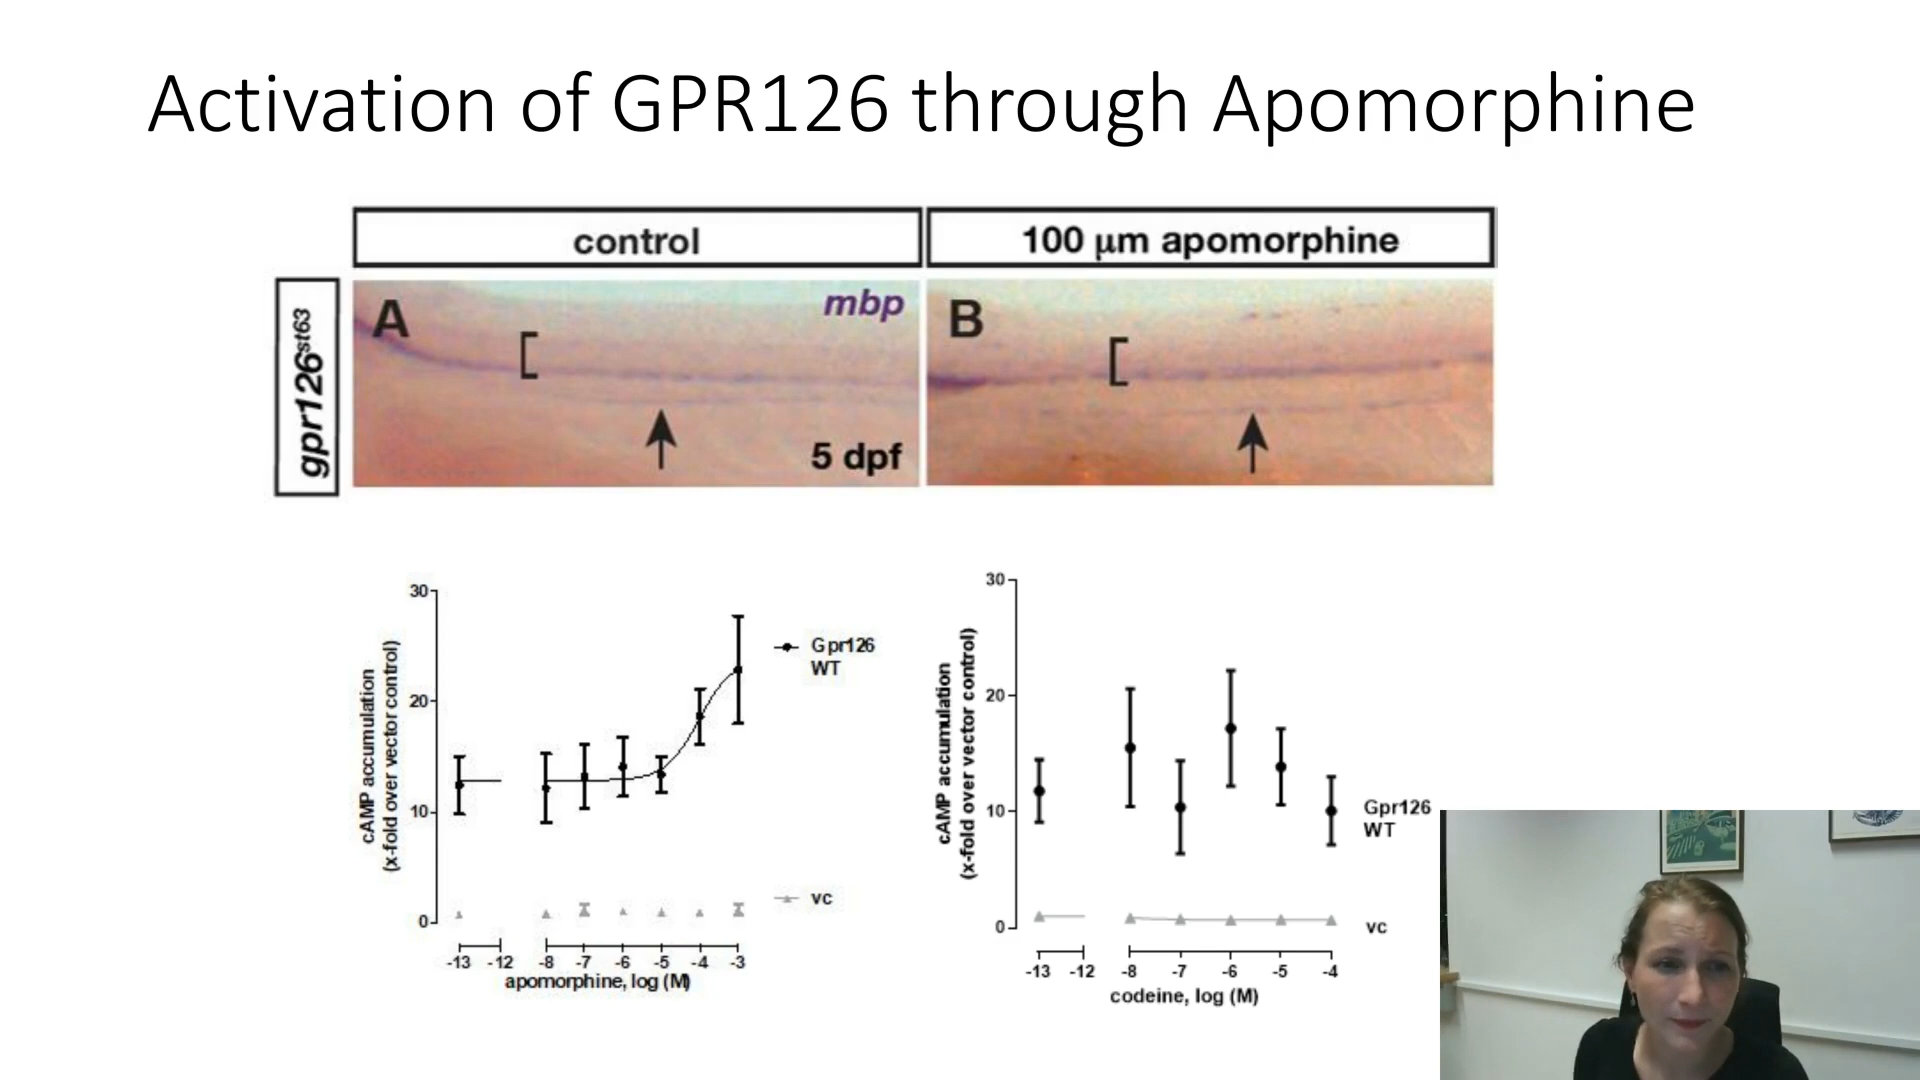 Activation of GPR126 through Apomorphine
control
100 µm apomorphine
gpr126st63
A
mbp
5 dpf
B
30
20
10
0
cAMP accumulation
(x-fold over vector control)
Gpr126
WT
vc
-13 -12 -8 -7 -6 -5 -4 -3
apomorphine, log (M)
30
20
10
0
cAMP accumulation
(x-fold over vector control)
Gpr126
WT
vc
-13 -12 -8 -7 -6 -5 -4
codeine, log (M)